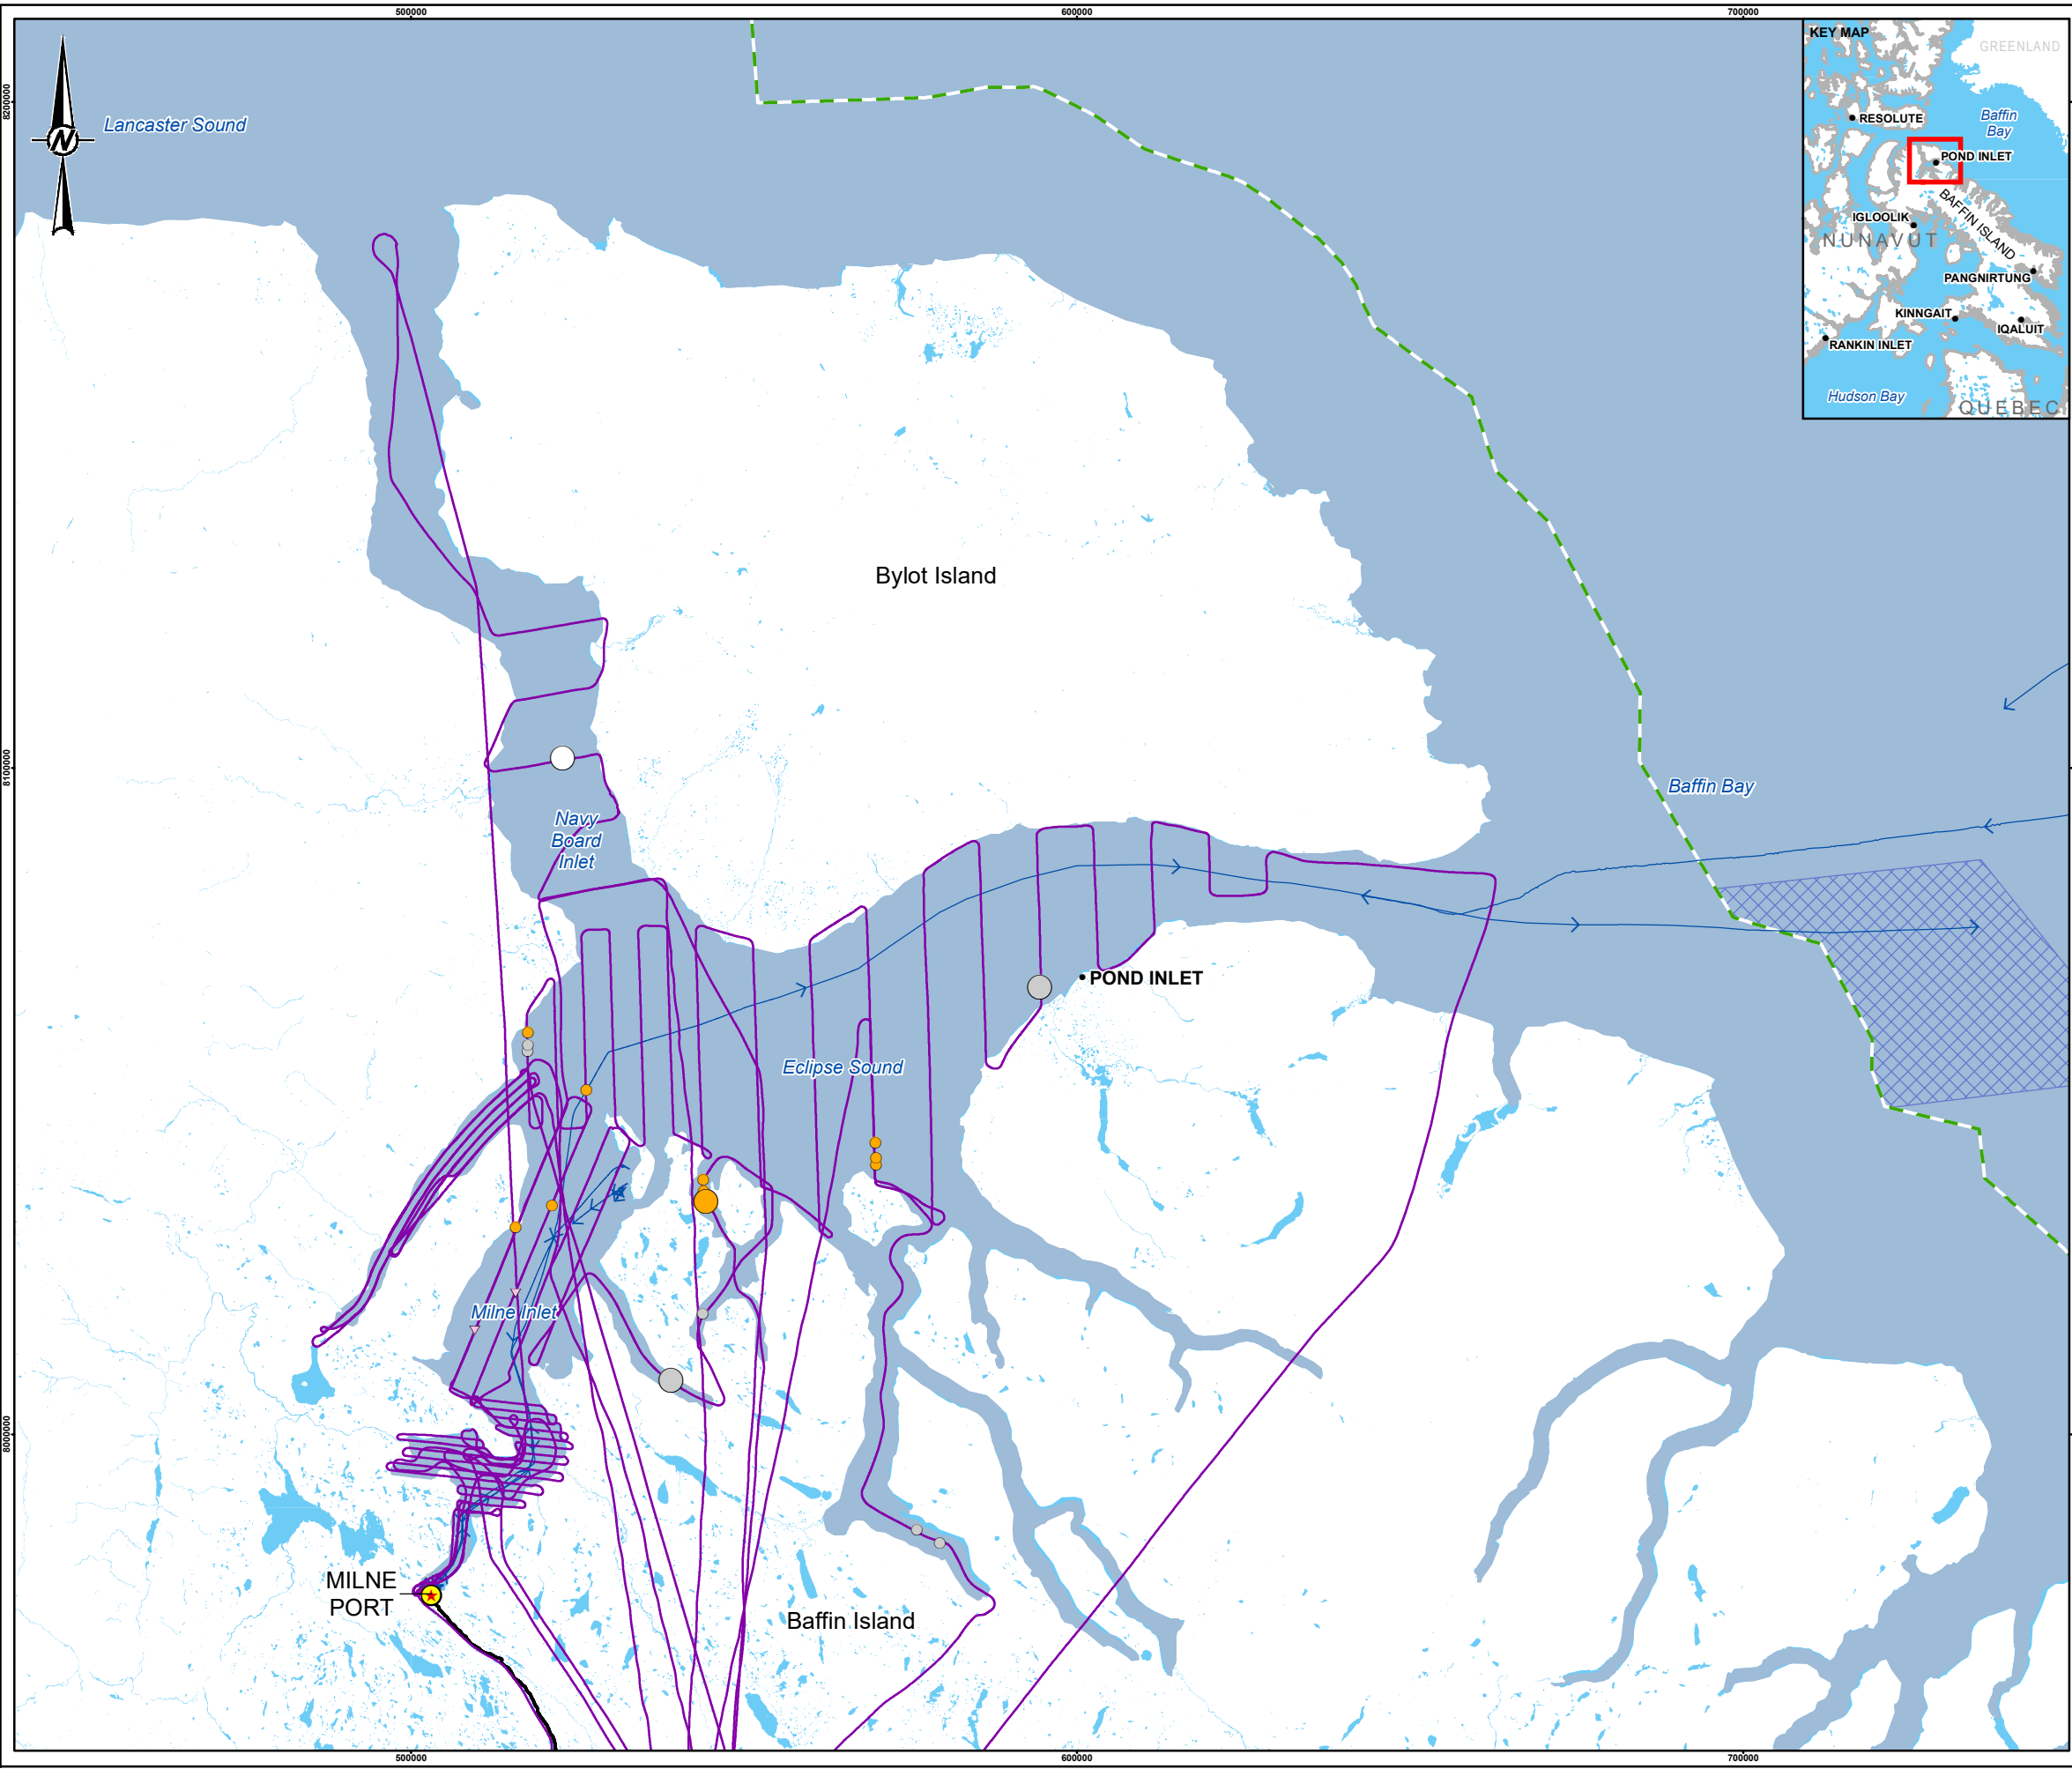 500000
600000
700000
8200000
KEY MAP
GREENLAND
RESOLUTE
Baffin
Bay
POND INLET
BAFFIN ISLAND
IGLOOLIK
NUNAVUT
PANGNIRTUNG
KINNGAIT
IQALUIT
RANKIN INLET
Hudson Bay
QUEBEC
N
Lancaster Sound
Bylot Island
8100000
Baffin Bay
Navy
Board
Inlet
POND INLET
Eclipse Sound
Milne Inlet
8000000
MILNE
PORT
Baffin Island
500000
600000
700000